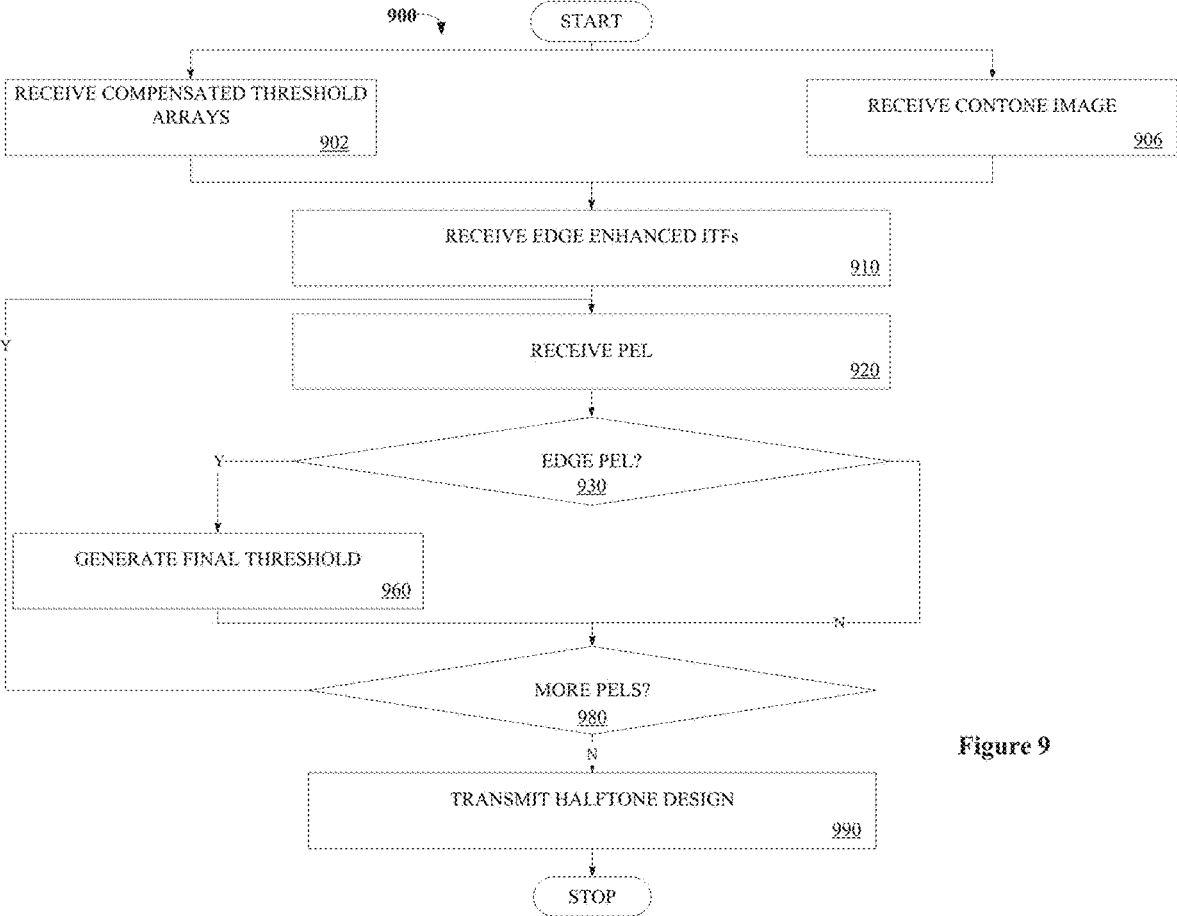 900
START
RECEIVE COMPENSATED THRESHOLD
ARRAYS
902
RECEIVE CONTONE IMAGE
906
RECEIVE EDGE ENHANCED ITFs
910
RECEIVE PEL
920
Y
EDGE PEL?
930
Y
GENERATE FINAL THRESHOLD
960
N
MORE PELS?
980
N
Figure 9
TRANSMIT HALFTONE DESIGN
990
STOP